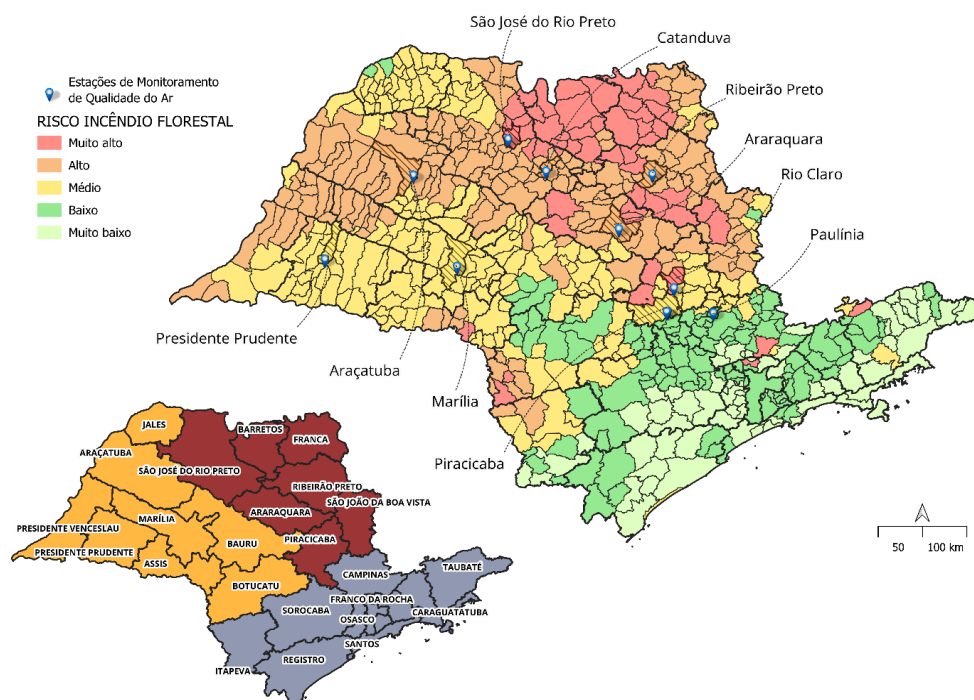 São José do Rio Preto
Catanduva
Ribeirão Preto
Araraquara
Rio Claro
Paulínia
Estações de Monitoramento
de Qualidade do Ar
RISCO INCÊNDIO FLORESTAL
Muito alto
Alto
Médio
Baixo
Muito baixo
Presidente Prudente
Araçatuba
Marília
Piracicaba
50
100 km
JALES
BARRETOS
FRANCA
ARAÇATUBA
SÃO JOSÉ DO RIO PRETO
RIBEIRÃO PRETO
SÃO JOÃO DA BOA VISTA
ARARAQUARA
MARÍLIA
PRESIDENTE VENCESLAU
BAURU
PIRACICABA
PRESIDENTE PRUDENTE
ASSIS
BOTUCATU
CAMPINAS
TAUBATÉ
FRANCO DA ROCHA
SOROCABA
CARAGUATATUBA
OSASCO
SANTOS
REGISTRO
ITAPEVA